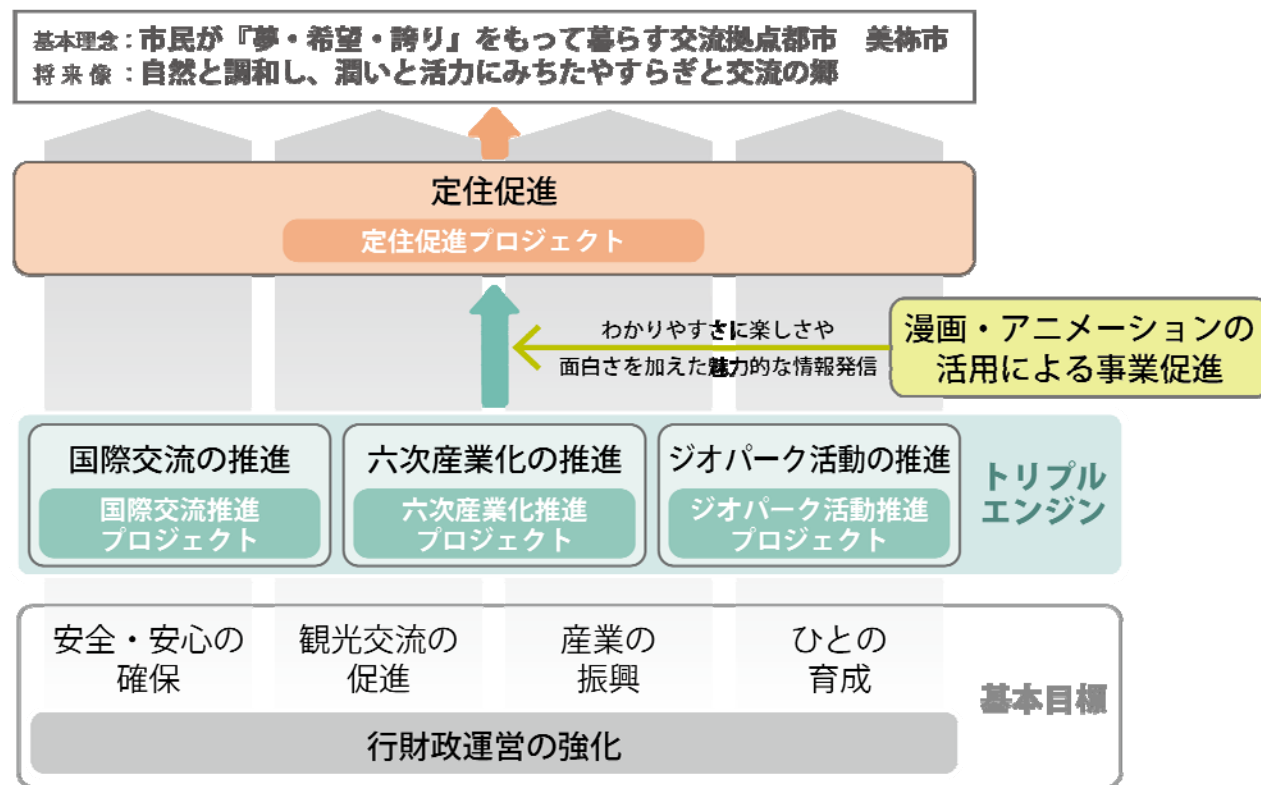 基本理念：市民が『夢・希望・誇り』をもって暮らす交流拠点都市　美祢市
将来像：自然と調和し、潤いと活力にみちたやすらぎと交流の郷
定住促進
定住促進プロジェクト
わかりやすさに楽しさや
面白さを加えた魅力的な情報発信
漫画・アニメーションの
活用による事業促進
国際交流の推進
国際交流推進
プロジェクト
六次産業化の推進
六次産業化推進
プロジェクト
ジオパーク活動の推進
ジオパーク活動推進
プロジェクト
トリプル
エンジン
安全・安心の
確保
観光交流の
促進
産業の
振興
ひとの
育成
基本目標
行財政運営の強化